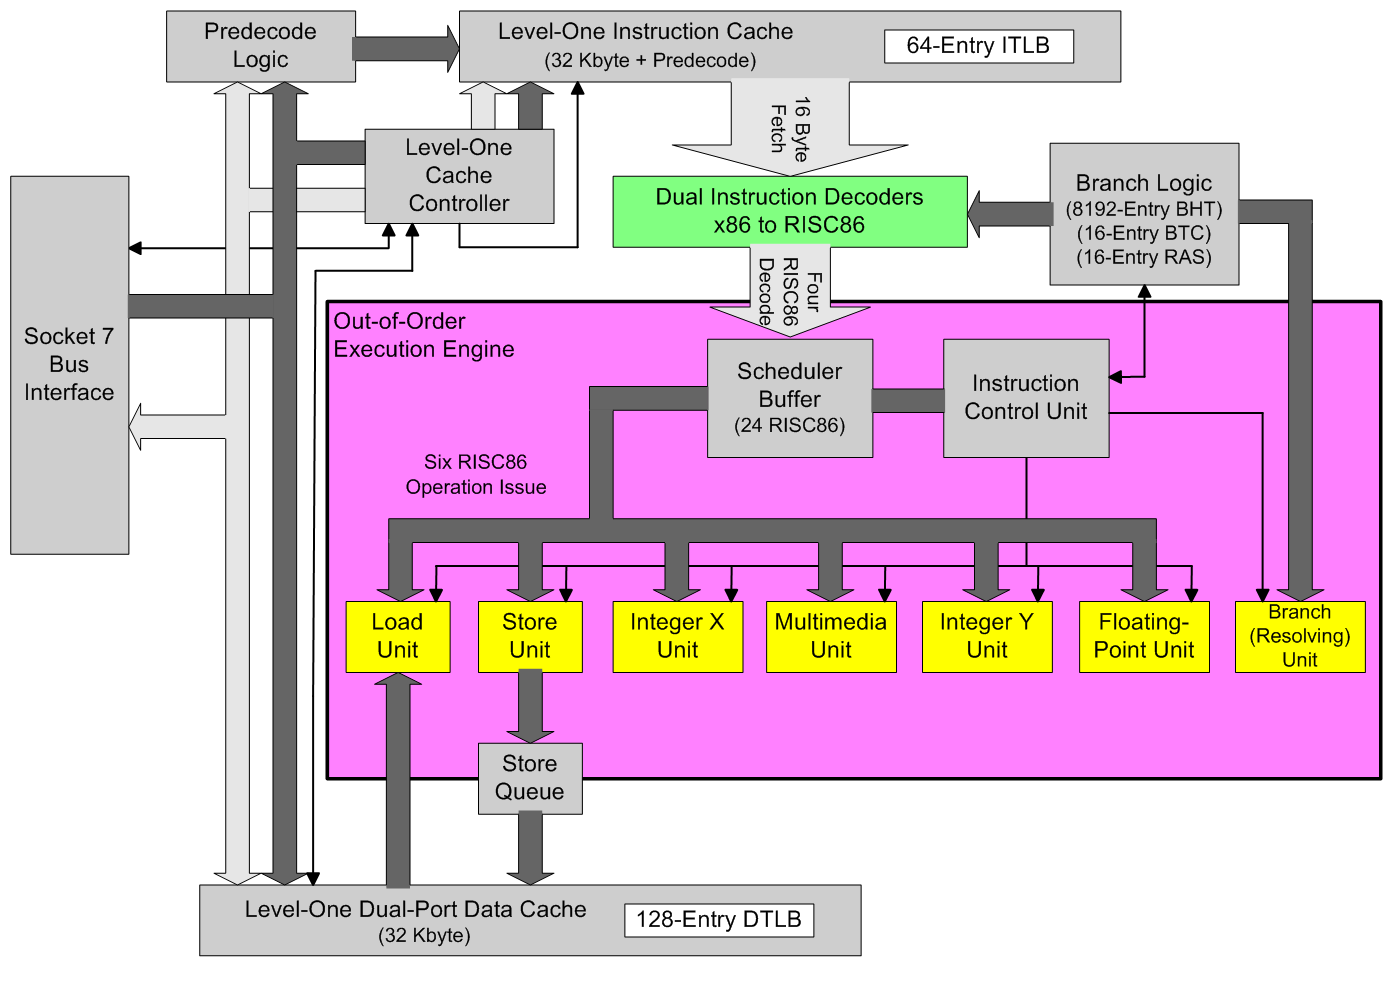 Predecode
Logic
Level-One Instruction Cache
(32 Kbyte + Predecode)
64-Entry ITLB
16 Byte
Fetch
Level-One
Cache
Controller
Dual Instruction Decoders
x86 to RISC86
Branch Logic
(8192-Entry BHT)
(16-Entry BTC)
(16-Entry RAS)
Four
RISC86
Decode
Socket 7
Bus
Interface
Out-of-Order
Execution Engine
Scheduler
Buffer
(24 RISC86)
Instruction
Control Unit
Six RISC86
Operation Issue
Load
Unit
Store
Unit
Integer X
Unit
Multimedia
Unit
Integer Y
Unit
Floating-
Point Unit
Branch
(Resolving)
Unit
Store
Queue
Level-One Dual-Port Data Cache
(32 Kbyte)
128-Entry DTLB